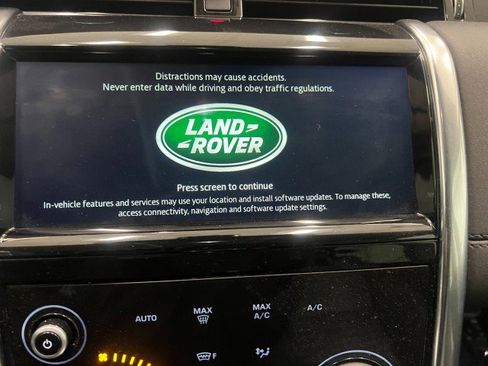 Distractions may cause accidents.
Never enter data while driving and obey traffic regulations.
LAND
ROVER
Press screen to continue
In-vehicle features and services may use your location and install software updates. To manage these,
access connectivity, navigation and software update settings.
AUTO
MAX
MAX
A/C
A/C
F